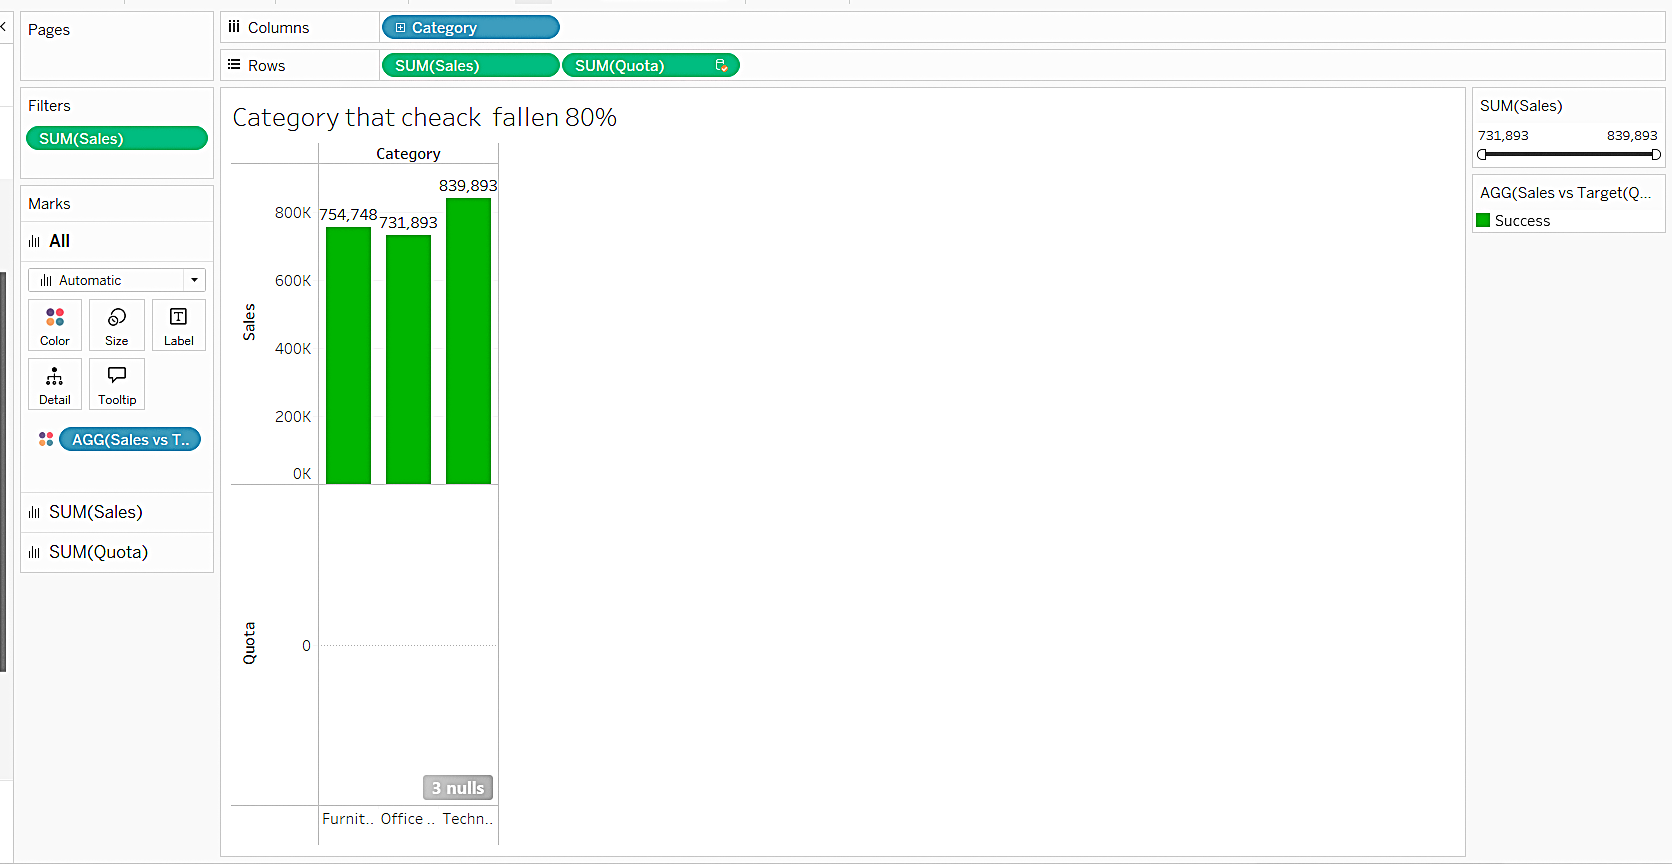 Pages
Columns
Category
Rows
SUM(Sales)
SUM(Quota)
Filters
SUM(Sales)
Marks
All
Automatic
Color
Size
Label
Detail
Tooltip
AGG(Sales vs T..
SUM(Sales)
SUM(Quota)
Category that cheack  fallen 80%
Category
Sales
800K
600K
400K
200K
0K
754,748
731,893
839,893
Quota
0
3 nulls
Furnit..
Office ..
Techn..
SUM(Sales)
731,893
839,893
AGG(Sales vs Target(Q...
Success